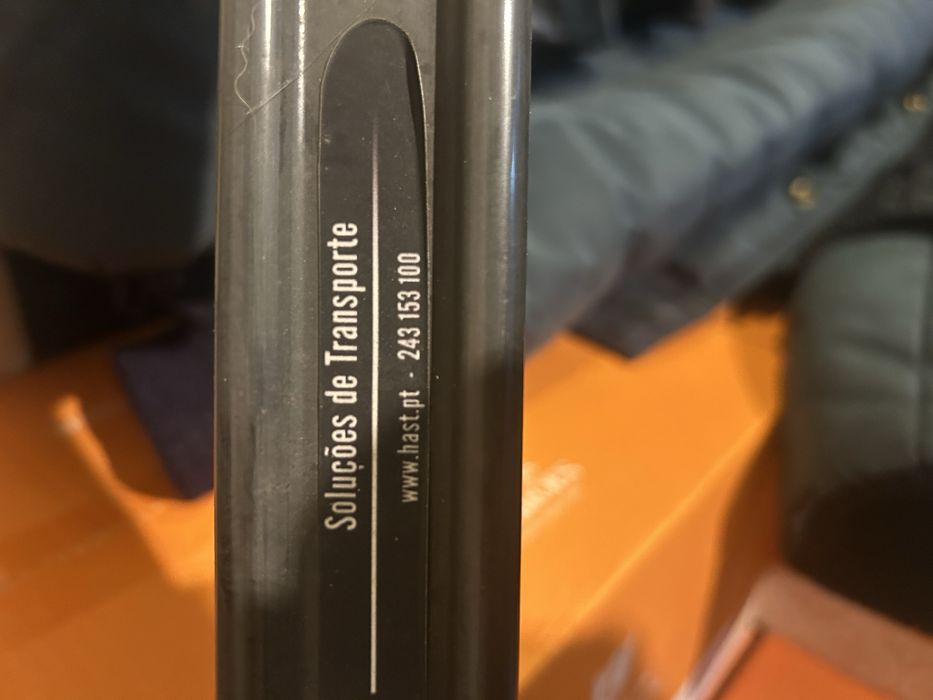 Soluções de Transporte
www.hast.pt - 243 153 100